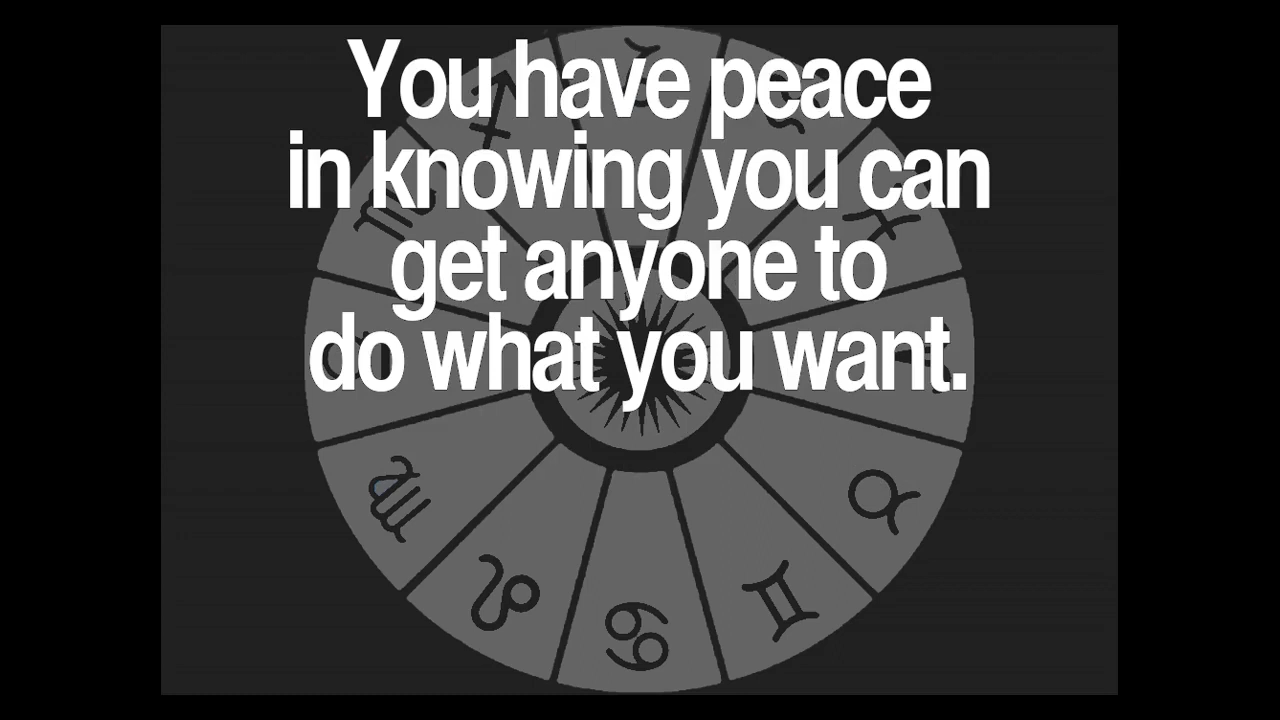 You have peace
in knowing you can
get anyone to
do what you want.